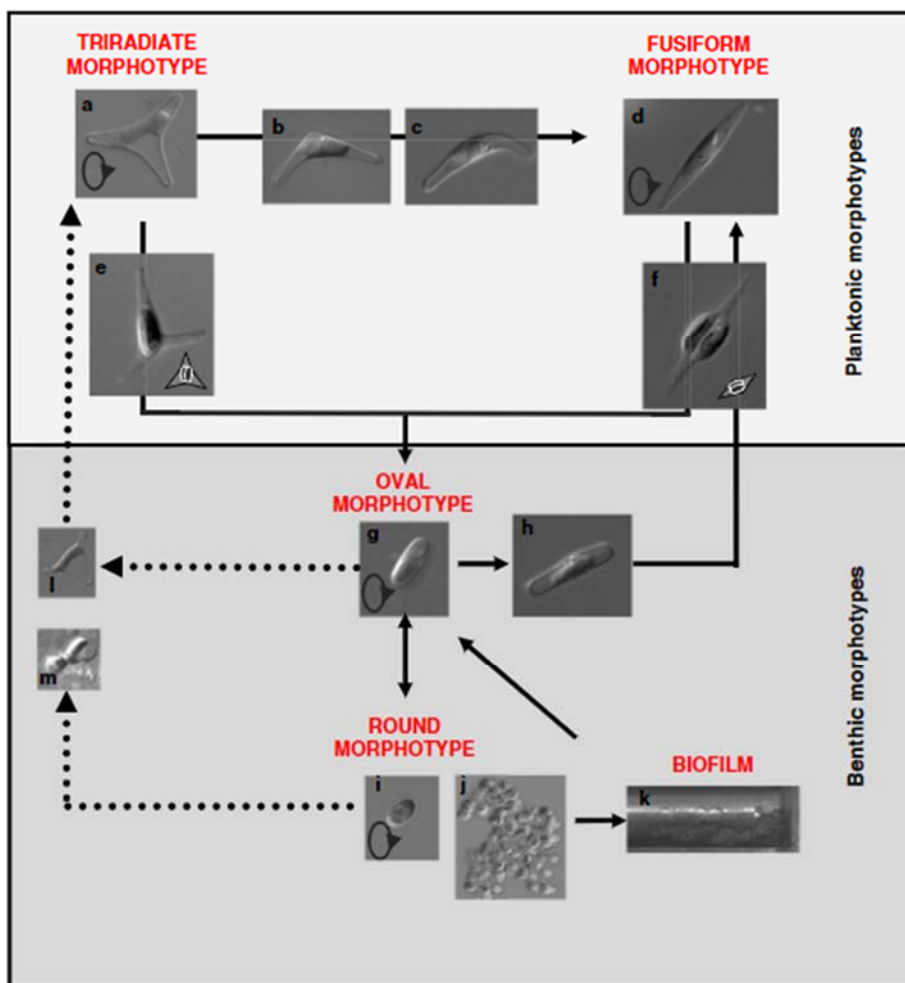 TRIRADIATE
MORPHOTYPE
FUSIFORM
MORPHOTYPE
a
b
c
d
e
f
Planktonic morphotypes
OVAL
MORPHOTYPE
g
h
l
m
ROUND
MORPHOTYPE
BIOFILM
i
j
k
Benthic morphotypes